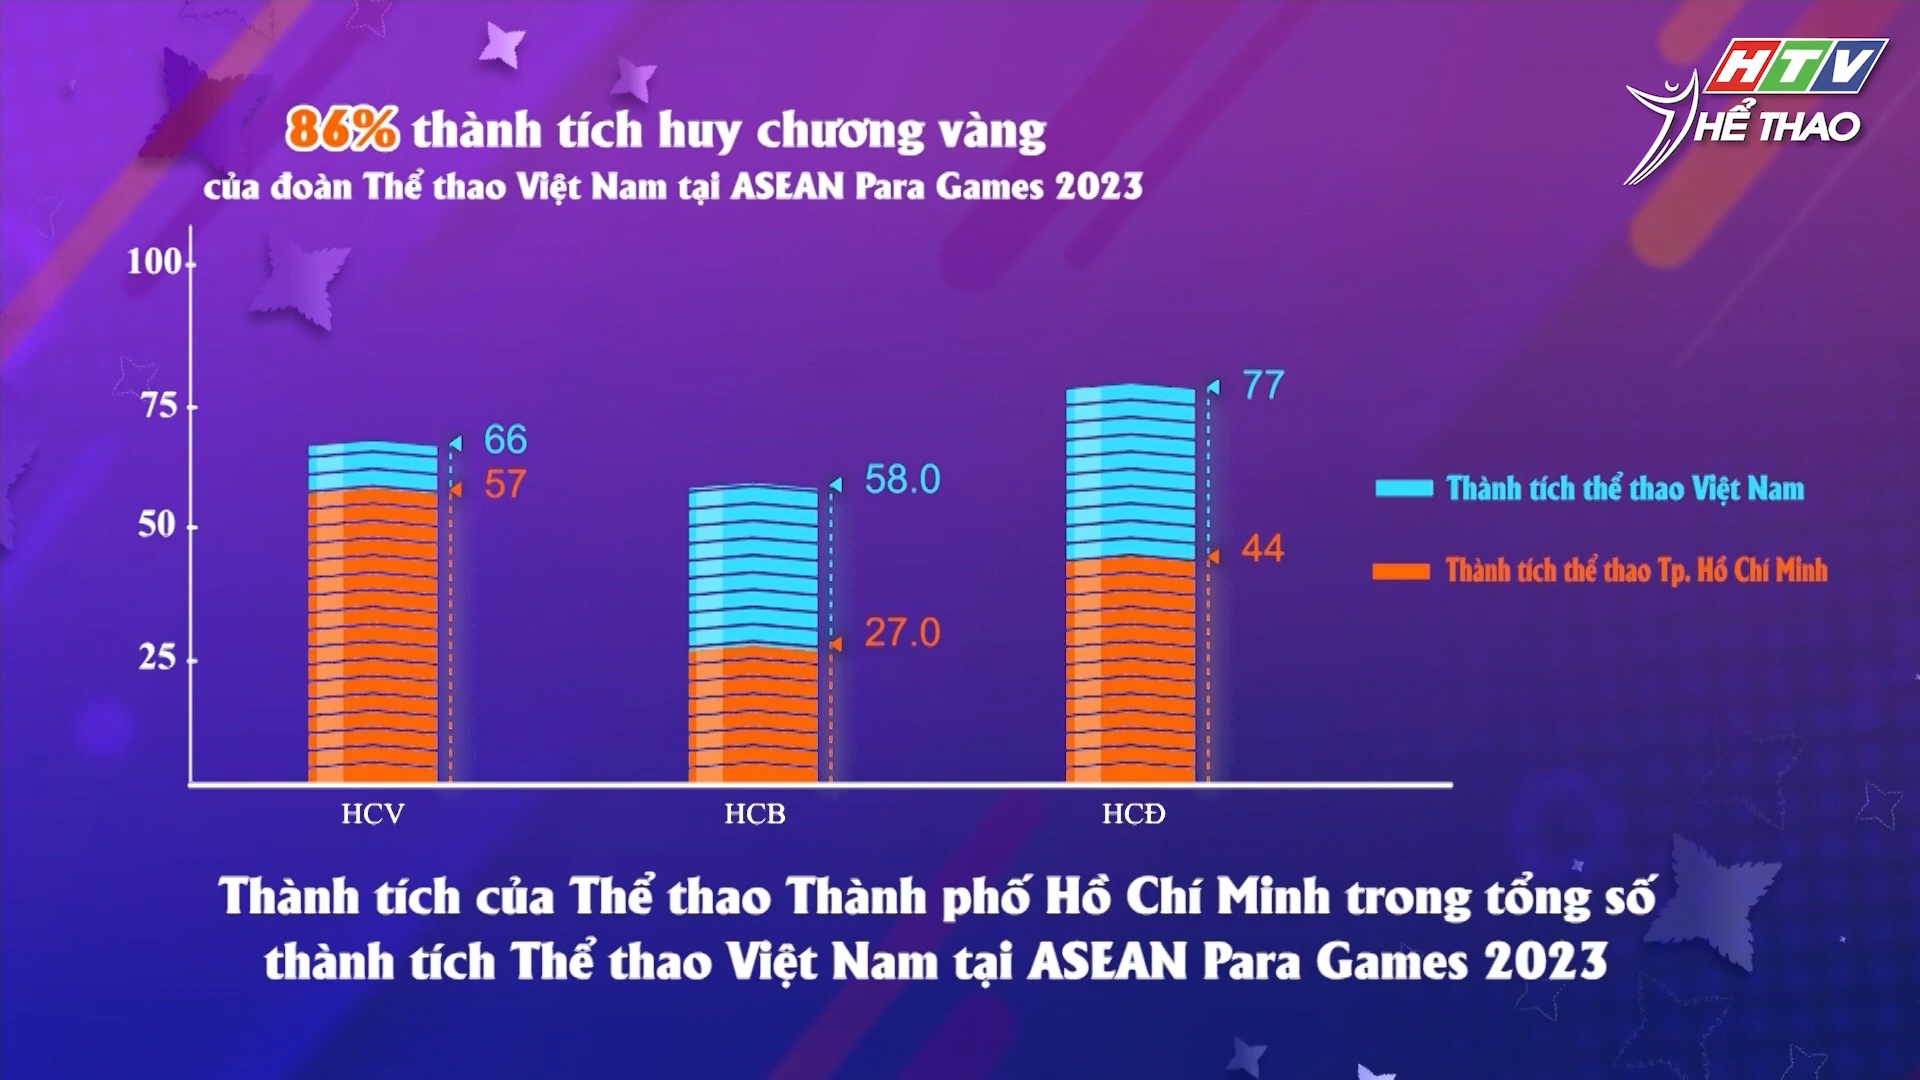 HTV
THỂ THAO
86% thành tích huy chương vàng
của đoàn Thể thao Việt Nam tại ASEAN Para Games 2023
100
75
50
25
66
57
58.0
27.0
77
44
Thành tích thể thao Việt Nam
Thành tích thể thao Tp. Hồ Chí Minh
HCV HCB HCĐ
Thành tích của Thể thao Thành phố Hồ Chí Minh trong tổng số
thành tích Thể thao Việt Nam tại ASEAN Para Games 2023